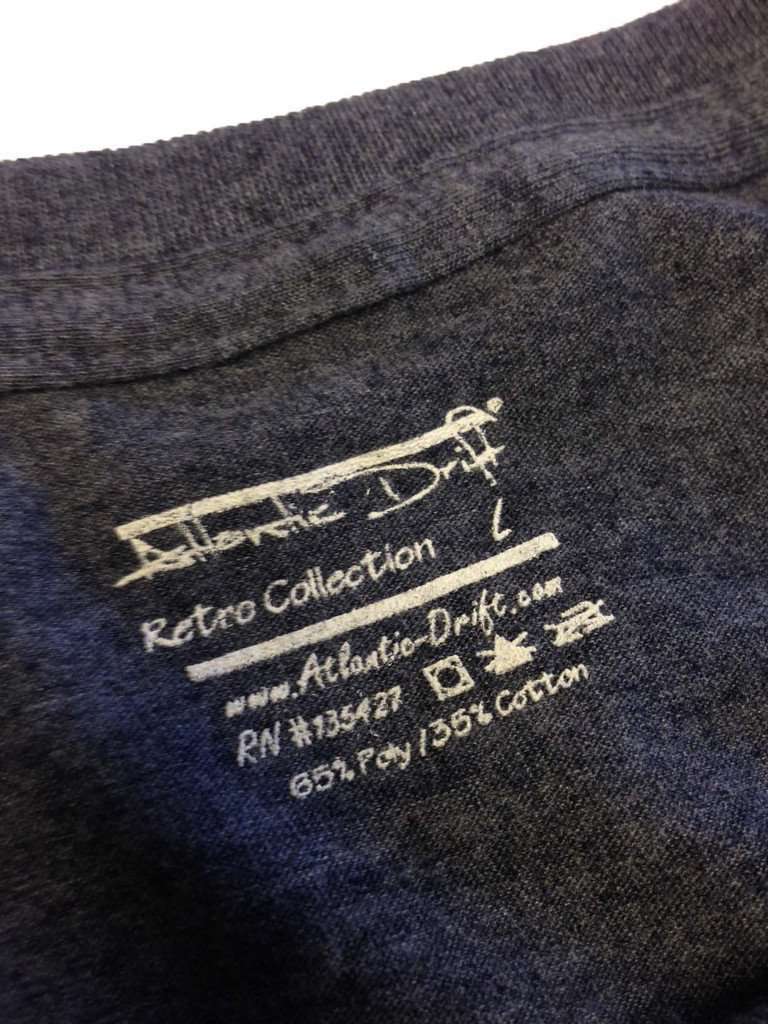 Atlantic Drift
L
Retro Collection
www.Atlantic-Drift.com
RN #135427
65% Poly / 35% Cotton